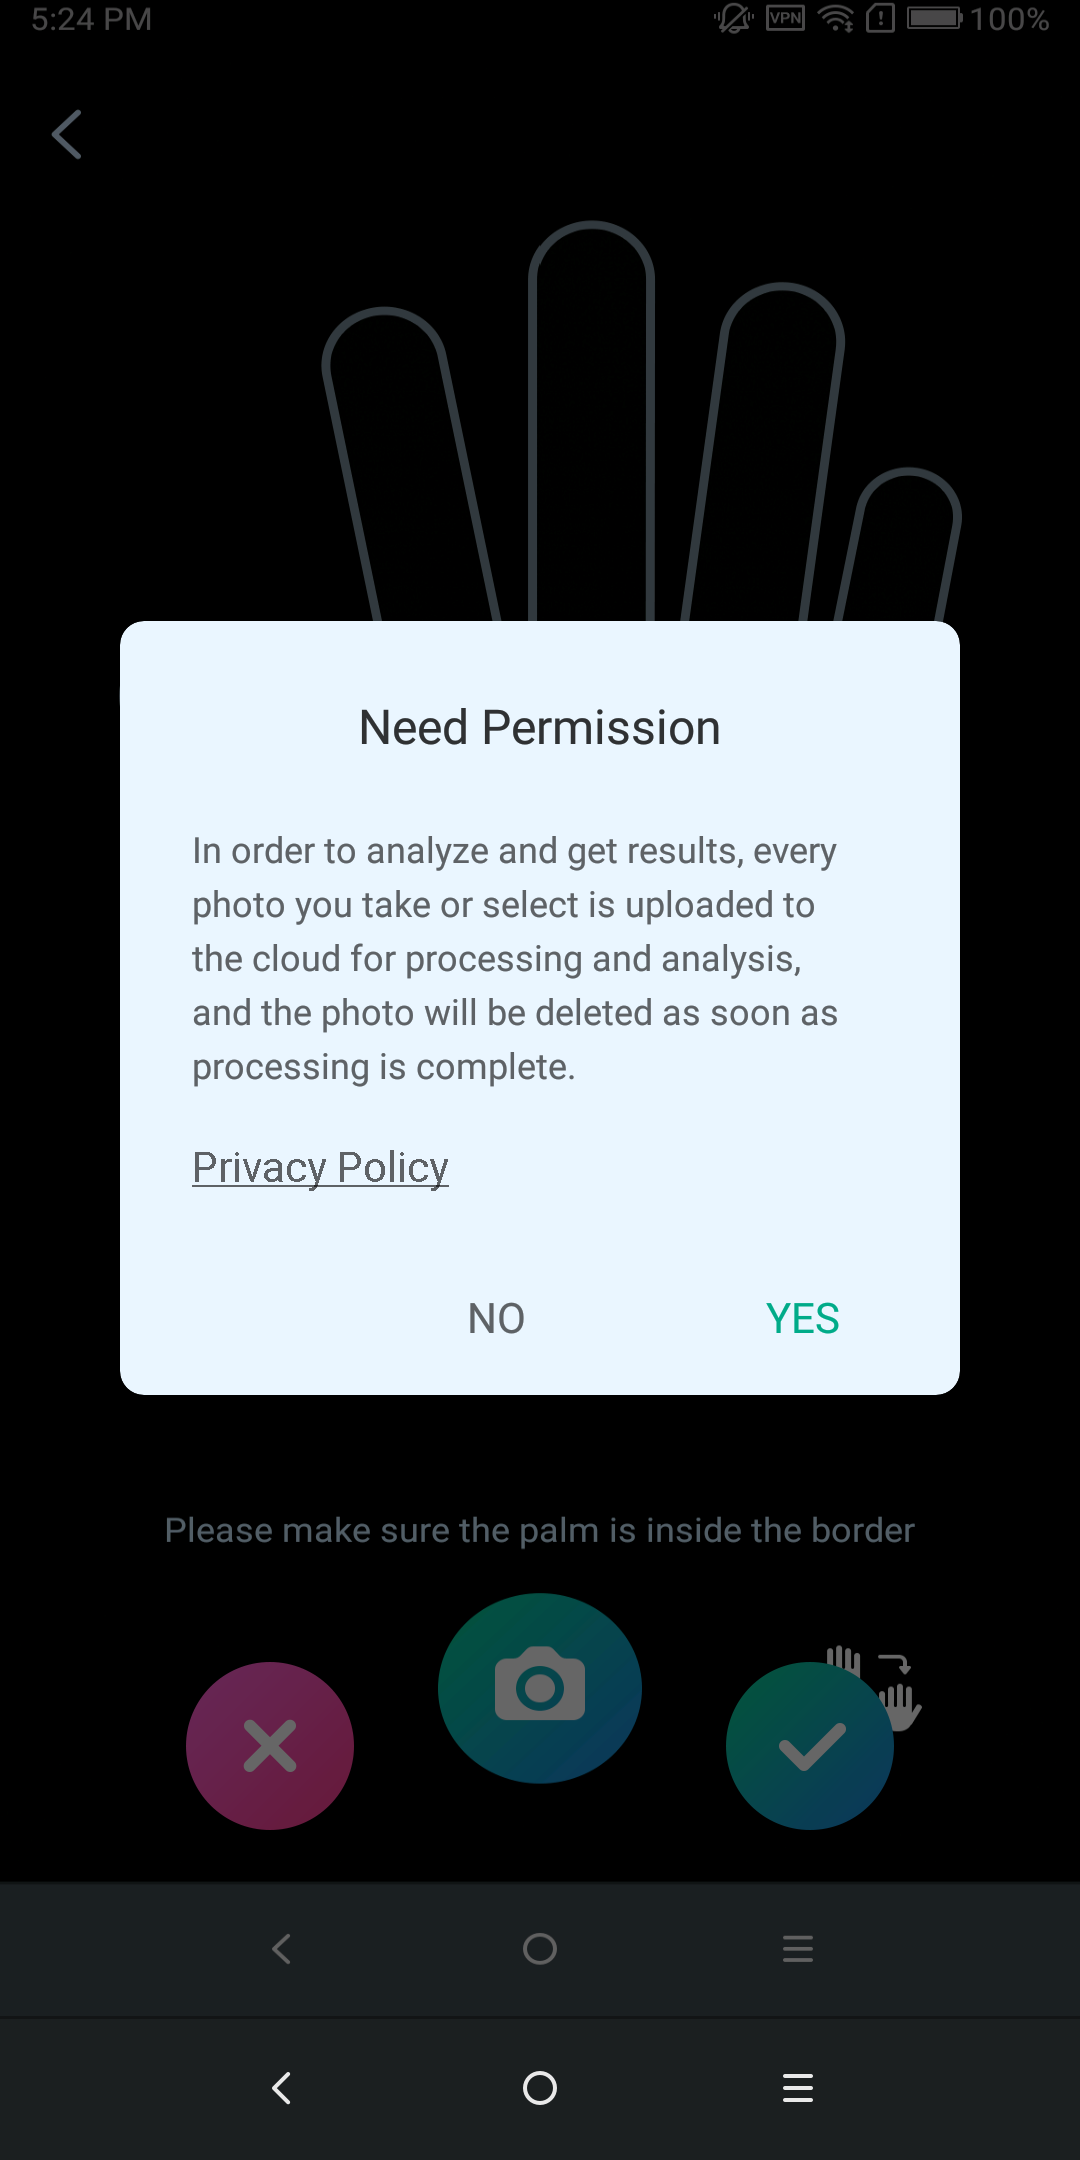 5:24 PM
VPN
100%
Need Permission
In order to analyze and get results, every
photo you take or select is uploaded to
the cloud for processing and analysis,
and the photo will be deleted as soon as
processing is complete.
Privacy Policy
NO
YES
Please make sure the palm is inside the border